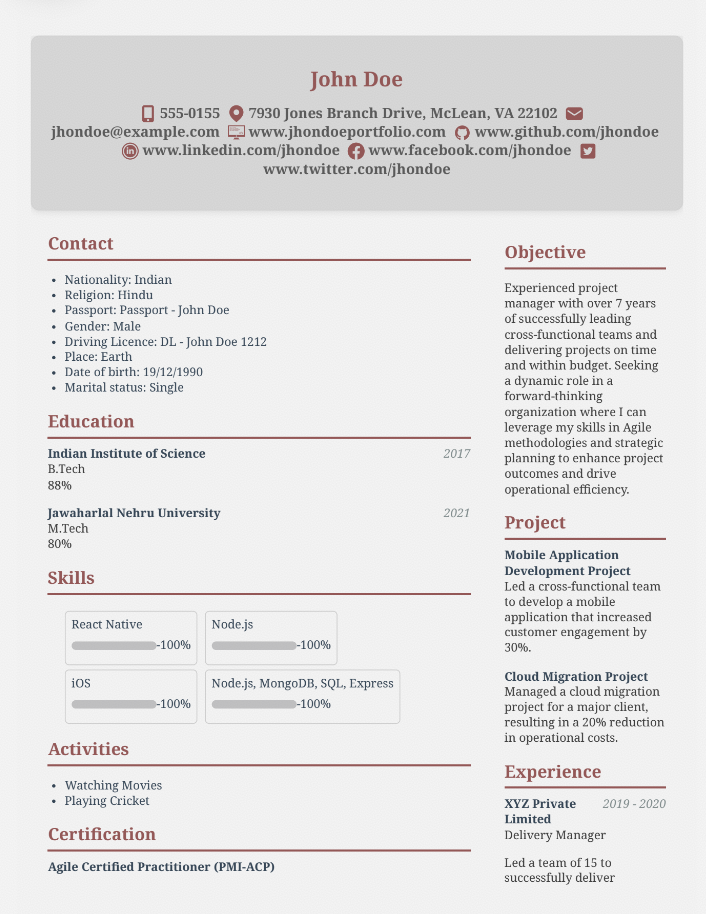 John Doe
555-0155 7930 Jones Branch Drive, McLean, VA 22102
jhondoe@example.com www.jhondoeportfolio.com www.github.com/jhondoe
www.linkedin.com/jhondoe www.facebook.com/jhondoe
www.twitter.com/jhondoe
Contact
• Nationality: Indian
• Religion: Hindu
• Passport: Passport - John Doe
• Gender: Male
• Driving Licence: DL - John Doe 1212
• Place: Earth
• Date of birth: 19/12/1990
• Marital status: Single
Education
Indian Institute of Science 2017
B.Tech
88%
Jawaharlal Nehru University 2021
M.Tech
80%
Skills
React Native Node.js
-100% -100%
iOS Node.js, MongoDB, SQL, Express
-100% -100%
Activities
• Watching Movies
• Playing Cricket
Certification
Agile Certified Practitioner (PMI-ACP)
Objective
Experienced project
manager with over 7 years
of successfully leading
cross-functional teams and
delivering projects on time
and within budget. Seeking
a dynamic role in a
forward-thinking
organization where I can
leverage my skills in Agile
methodologies and strategic
planning to enhance project
outcomes and drive
operational efficiency.
Project
Mobile Application
Development Project
Led a cross-functional team
to develop a mobile
application that increased
customer engagement by
30%.
Cloud Migration Project
Managed a cloud migration
project for a major client,
resulting in a 20% reduction
in operational costs.
Experience
XYZ Private 2019 - 2020
Limited
Delivery Manager
Led a team of 15 to
successfully deliver